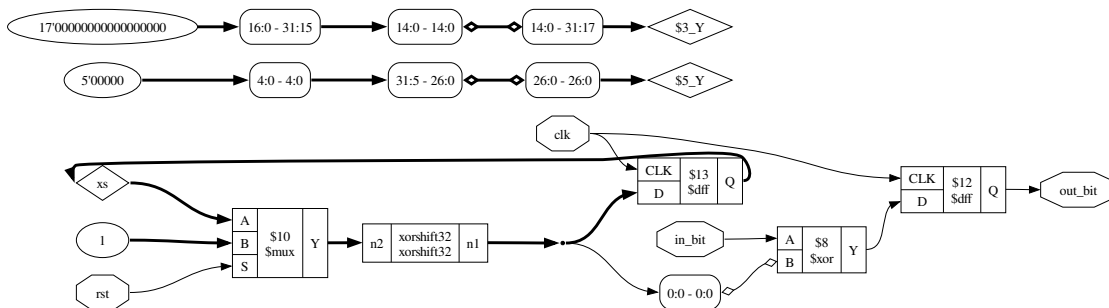 17'00000000000000000 16:0 - 31:15 14:0 - 14:0 14:0 - 31:17 $3_Y
5'00000 4:0 - 4:0 31:5 - 26:0 26:0 - 26:0 $5_Y
clk
xs
CLK
D
$13
$dff
Q
CLK
D
$12
$dff
Q
out_bit
1
rst
A
B
S
$10
$mux
Y
n2
xorshift32
xorshift32
n1
in_bit
A
B
$8
$xor
Y
0:0 - 0:0